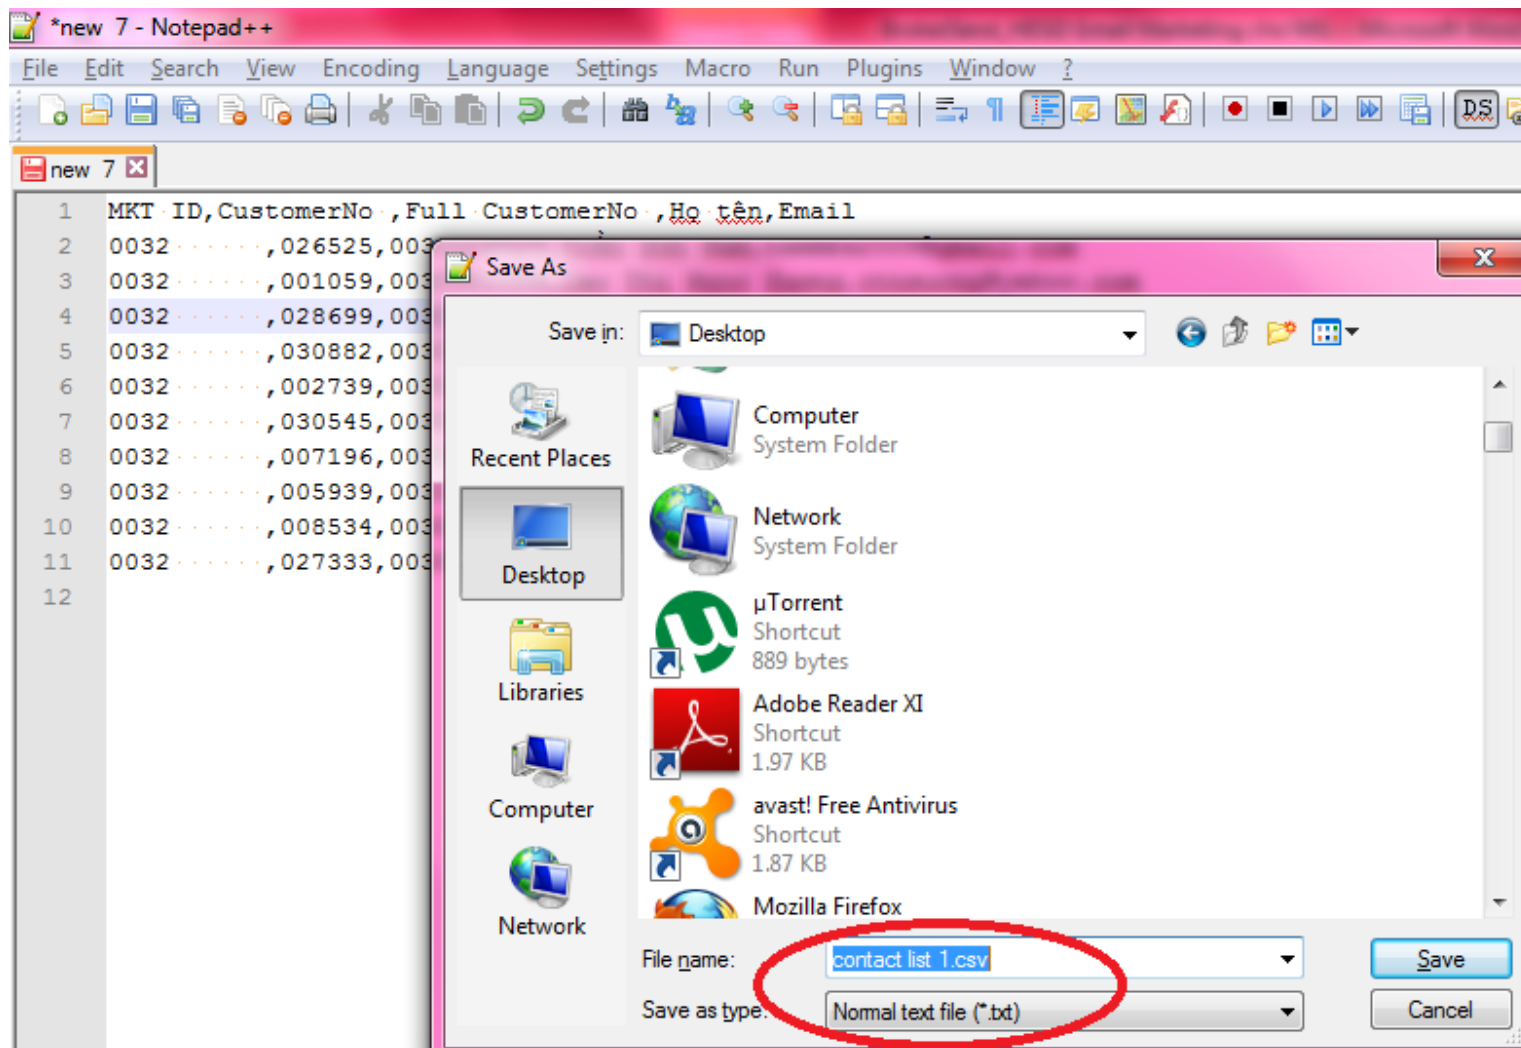 *new 7 - Notepad++
File Edit Search View Encoding Language Settings Macro Run Plugins Window ?
DS
new 7
1 MKT ID,CustomerNo ,Full CustomerNo ,Họ tên,Email
2 0032 ,026525,003
3 0032 ,001059,003
4 0032 ,028699,003
5 0032 ,030882,003
6 0032 ,002739,003
7 0032 ,030545,003
8 0032 ,007196,003
9 0032 ,005939,003
10 0032 ,008534,003
11 0032 ,027333,003
12
Save As
Save in: Desktop
Recent Places
Desktop
Libraries
Computer
Network
Computer
System Folder
Network
System Folder
µTorrent
Shortcut
889 bytes
Adobe Reader XI
Shortcut
1.97 KB
avast! Free Antivirus
Shortcut
1.87 KB
Mozilla Firefox
File name: contact list 1.csv
Save
Save as type: Normal text file (*.txt)
Cancel